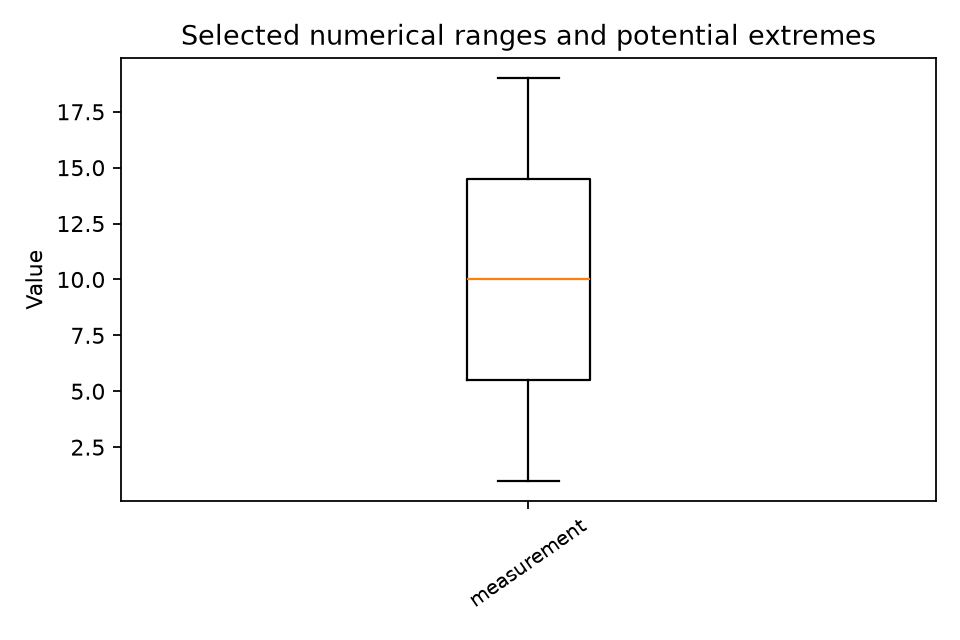 Selected numerical ranges and potential extremes
Value
17.5
15.0
12.5
10.0
7.5
5.0
2.5
measurement